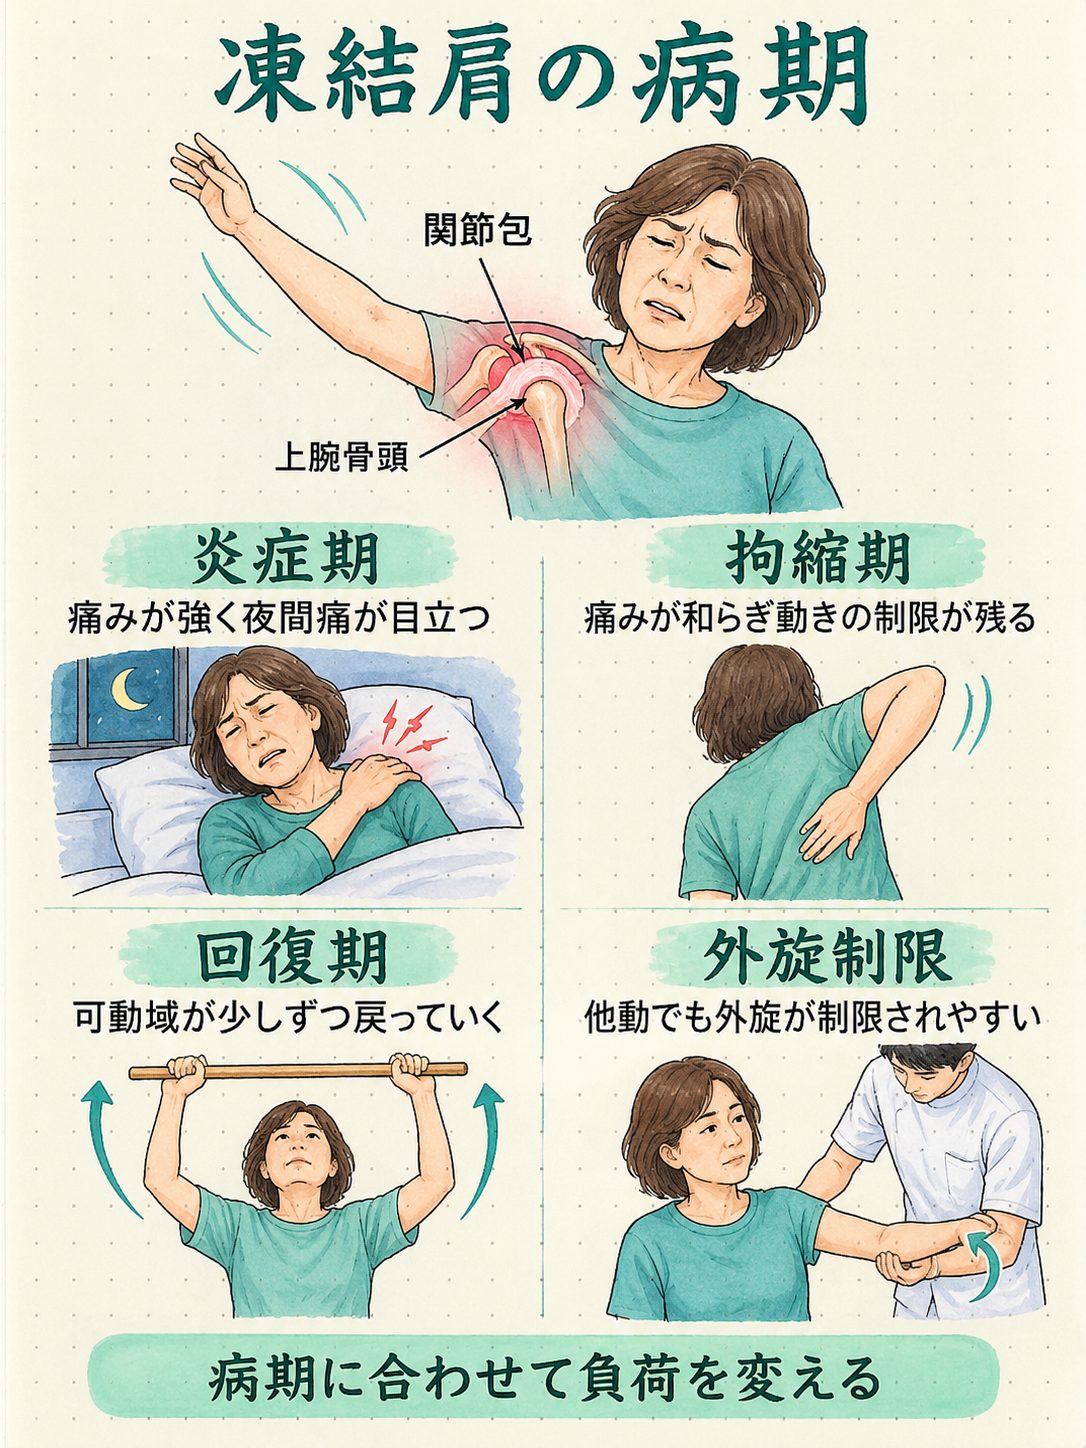 凍結肩の病期
関節包
上腕骨頭
炎症期
痛みが強く夜間痛が目立つ
拘縮期
痛みが和らぎ動きの制限が残る
回復期
可動域が少しずつ戻っていく
外旋制限
他動でも外旋が制限されやすい
病期に合わせて負荷を変える